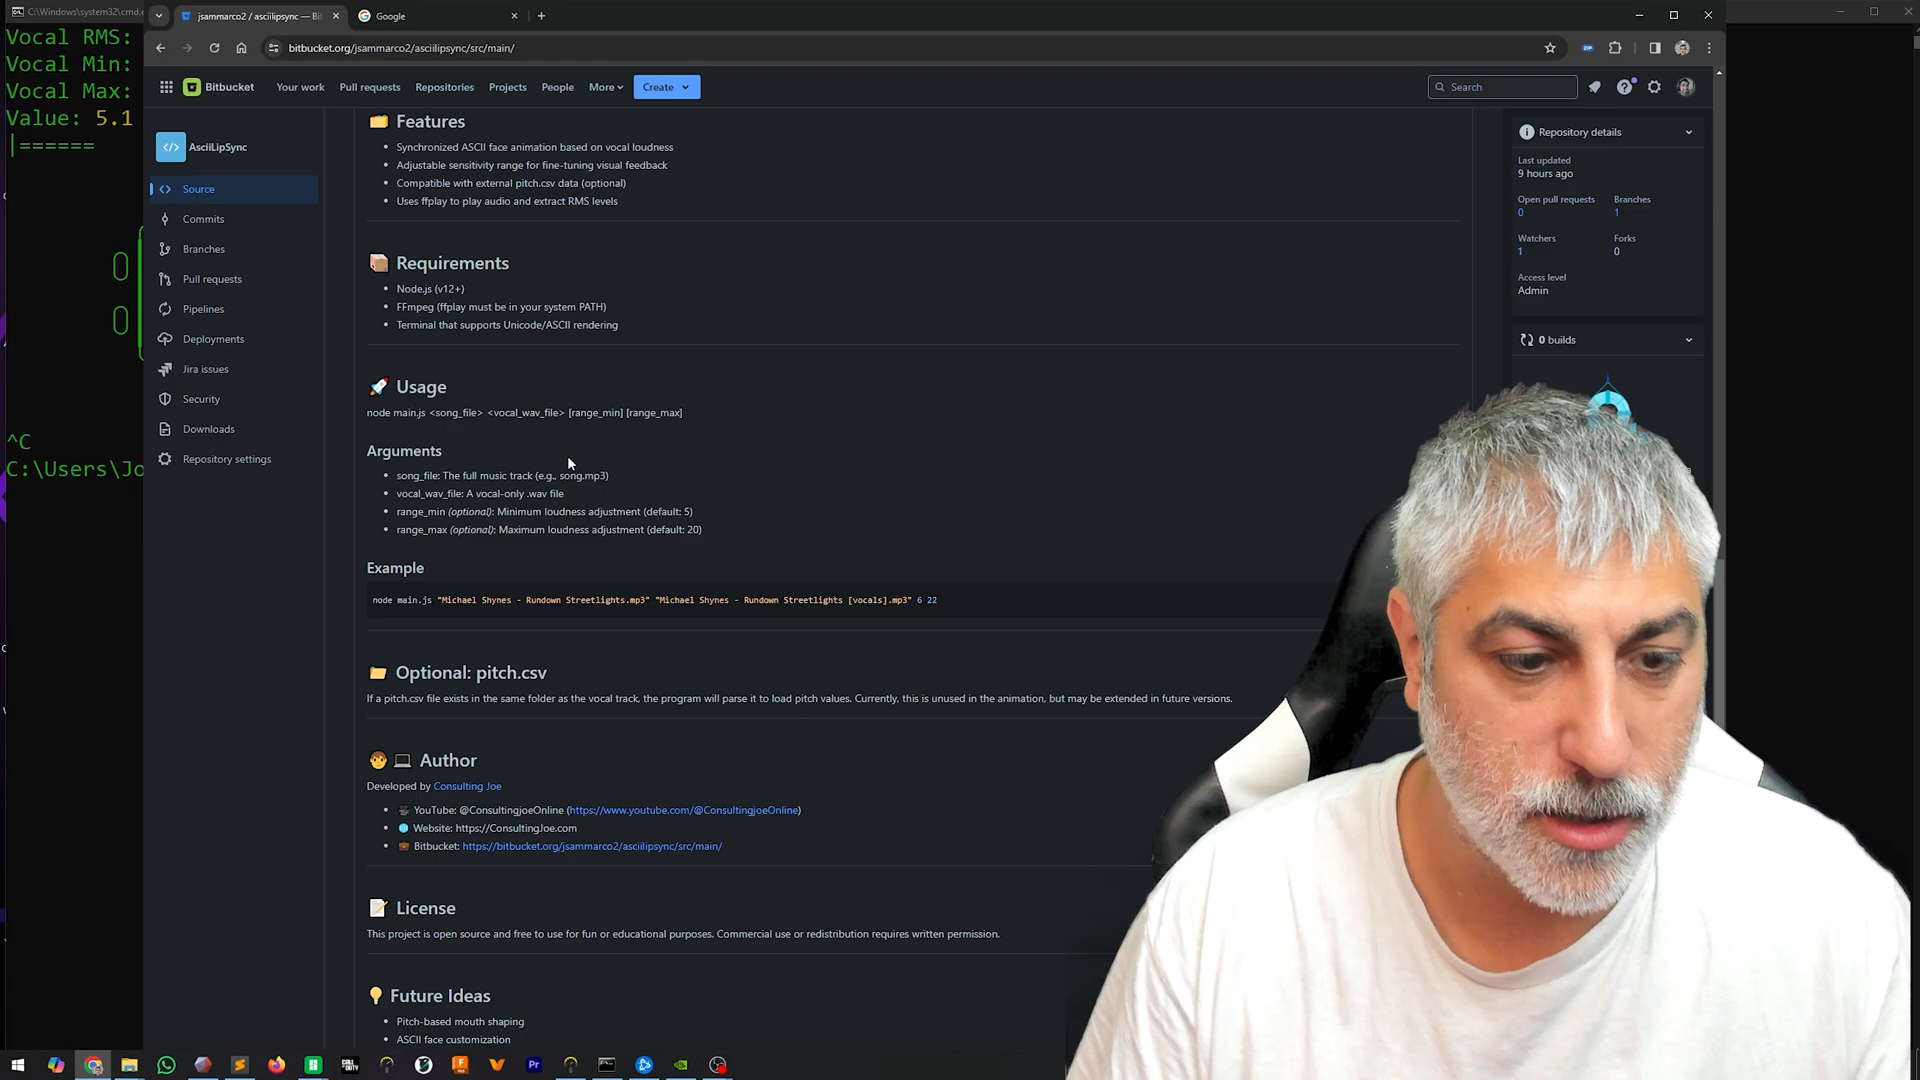 C:\Windows\system32\cmd.e
jsammarco2 / asciilipsync — Bi
Google
bitbucket.org/jsammarco2/asciilipsync/src/main/
Vocal RMS:
Vocal Min:
Vocal Max:
Value: 5.1
|======
^C
C:\Users\Jo
Bitbucket
Your work
Pull requests
Repositories
Projects
People
More
Create
Search
AsciiLipSync
Source
Commits
Branches
Pull requests
Pipelines
Deployments
Jira issues
Security
Downloads
Repository settings
Features
Synchronized ASCII face animation based on vocal loudness
Adjustable sensitivity range for fine-tuning visual feedback
Compatible with external pitch.csv data (optional)
Uses ffplay to play audio and extract RMS levels
Requirements
Node.js (v12+)
FFmpeg (ffplay must be in your system PATH)
Terminal that supports Unicode/ASCII rendering
Usage
node main.js <song_file> <vocal_wav_file> [range_min] [range_max]
Arguments
song_file: The full music track (e.g., song.mp3)
vocal_wav_file: A vocal-only .wav file
range_min (optional): Minimum loudness adjustment (default: 5)
range_max (optional): Maximum loudness adjustment (default: 20)
Example
node main.js "Michael Shynes - Rundown Streetlights.mp3" "Michael Shynes - Rundown Streetlights [vocals].mp3" 6 22
Optional: pitch.csv
If a pitch.csv file exists in the same folder as the vocal track, the program will parse it to load pitch values. Currently, this is unused in the animation, but may be extended in future versions.
Author
Developed by Consulting Joe
YouTube: @ConsultingjoeOnline (https://www.youtube.com/@ConsultingjoeOnline)
Website: https://ConsultingJoe.com
Bitbucket: https://bitbucket.org/jsammarco2/asciilipsync/src/main/
License
This project is open source and free to use for fun or educational purposes. Commercial use or redistribution requires written permission.
Future Ideas
Pitch-based mouth shaping
ASCII face customization
Repository details
Last updated
9 hours ago
Open pull requests
0
Branches
1
Watchers
1
Forks
0
Access level
Admin
0 builds